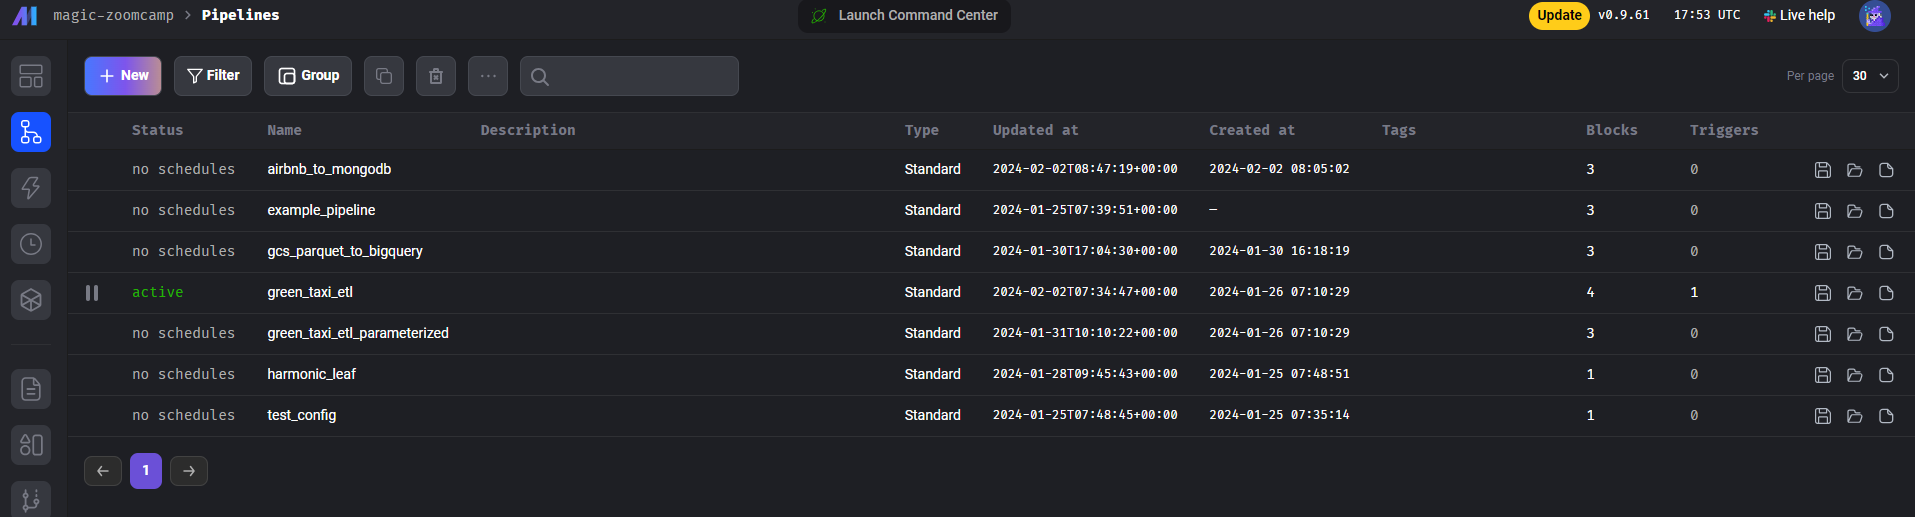 magic-zoomcamp > Pipelines Launch Command Center Update v0.9.61 17:53 UTC Live help
New Filter Group Per page 30
Status Name Description Type Updated at Created at Tags Blocks Triggers
no schedules airbnb_to_mongodb Standard 2024-02-02T08:47:19+00:00 2024-02-02 08:05:02 3 0
no schedules example_pipeline Standard 2024-01-25T07:39:51+00:00 — 3 0
no schedules gcs_parquet_to_bigquery Standard 2024-01-30T17:04:30+00:00 2024-01-30 16:18:19 3 0
active green_taxi_etl Standard 2024-02-02T07:34:47+00:00 2024-01-26 07:10:29 4 1
no schedules green_taxi_etl_parameterized Standard 2024-01-31T10:10:22+00:00 2024-01-26 07:10:29 3 0
no schedules harmonic_leaf Standard 2024-01-28T09:45:43+00:00 2024-01-25 07:48:51 1 0
no schedules test_config Standard 2024-01-25T07:48:45+00:00 2024-01-25 07:35:14 1 0
1